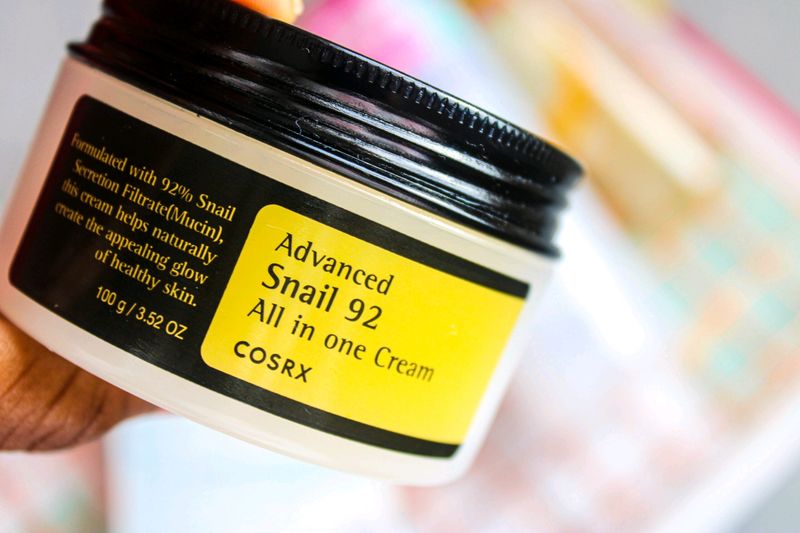 Formulated with 92% Snail
Secretion Filtrate(Mucin),
this cream helps naturally
create the appealing glow
of healthy skin.
100 g / 3.52 OZ
Advanced
Snail 92
All in one Cream
COSRX